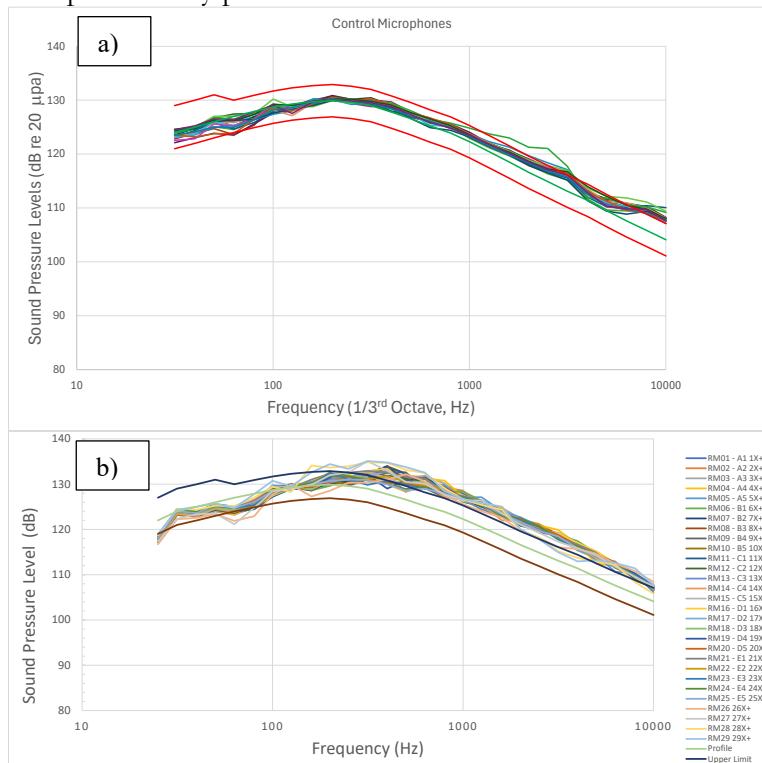 Control Microphones
a)
140
130
120
110
100
90
80
10
100
1000
10000
Sound Pressure Levels (dB re 20 µpa)
Frequency (1/3rd Octave, Hz)
b)
140
130
120
110
100
90
80
10
100
1000
10000
Sound Pressure Level (dB)
Frequency (Hz)
RM01 - A1 1X+
RM02 - A2 2X+
RM03 - A3 3X+
RM04 - A4 4X+
RM05 - A5 5X+
RM06 - B1 6X+
RM07 - B2 7X+
RM08 - B3 8X+
RM09 - B4 9X+
RM10 - B5 10X
RM11 - C1 11X
RM12 - C2 12X
RM13 - C3 13X
RM14 - C4 14X
RM15 - C5 15X
RM16 - D1 16X
RM17 - D2 17X
RM18 - D3 18X
RM19 - D4 19X
RM20 - D5 20X
RM21 - E1 21X
RM22 - E2 22X
RM23 - E3 23X
RM24 - E4 24X
RM25 - E5 25X
RM26 26X+
RM27 27X+
RM28 28X+
RM29 29X+
Profile
Upper Limit